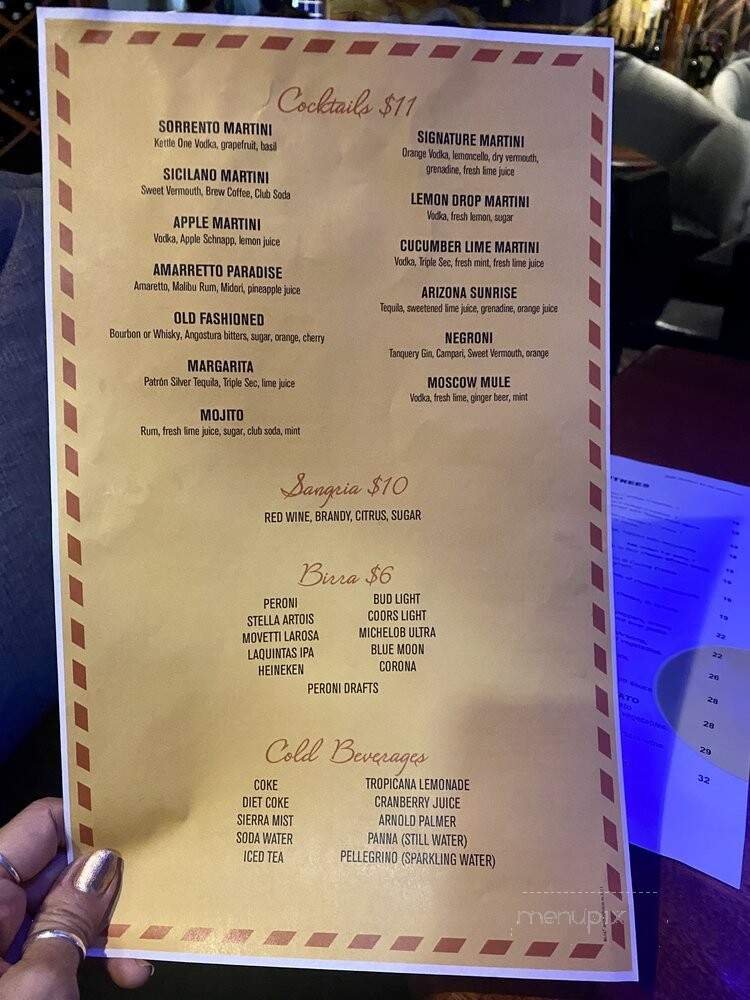 Cocktails $11
SORRENTO MARTINI
Kettle One Vodka, grapefruit, basil
SICILANO MARTINI
Sweet Vermouth, Brew Coffee, Club Soda
APPLE MARTINI
Vodka, Apple Schnapp, lemon juice
AMARRETTO PARADISE
Amaretto, Malibu Rum, Midori, pineapple juice
OLD FASHIONED
Bourbon or Whisky, Angostura bitters, sugar, orange, cherry
MARGARITA
Patrón Silver Tequila, Triple Sec, lime juice
MOJITO
Rum, fresh lime juice, sugar, club soda, mint
SIGNATURE MARTINI
Orange Vodka, lemoncello, dry vermouth,
grenadine, fresh lime juice
LEMON DROP MARTINI
Vodka, fresh lemon, sugar
CUCUMBER LIME MARTINI
Vodka, Triple Sec, fresh mint, fresh lime juice
ARIZONA SUNRISE
Tequila, sweetened lime juice, grenadine, orange juice
NEGRONI
Tanquery Gin, Campari, Sweet Vermouth, orange
MOSCOW MULE
Vodka, fresh lime, ginger beer, mint
Sangria $10
RED WINE, BRANDY, CITRUS, SUGAR
Birra $6
PERONI
STELLA ARTOIS
MOVETTI LAROSA
LAQUINTAS IPA
HEINEKEN
BUD LIGHT
COORS LIGHT
MICHELOB ULTRA
BLUE MOON
CORONA
PERONI DRAFTS
Cold Beverages
COKE
DIET COKE
SIERRA MIST
SODA WATER
ICED TEA
TROPICANA LEMONADE
CRANBERRY JUICE
ARNOLD PALMER
PANNA (STILL WATER)
PELLEGRINO (SPARKLING WATER)
menupix
19
22
22
26
28
28
29
32